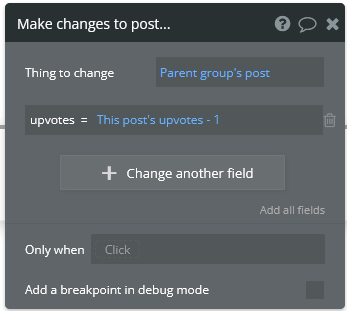 Make changes to post...
Thing to change Parent group's post
upvotes = This post's upvotes - 1
Change another field
Add all fields
Only when Click
Add a breakpoint in debug mode